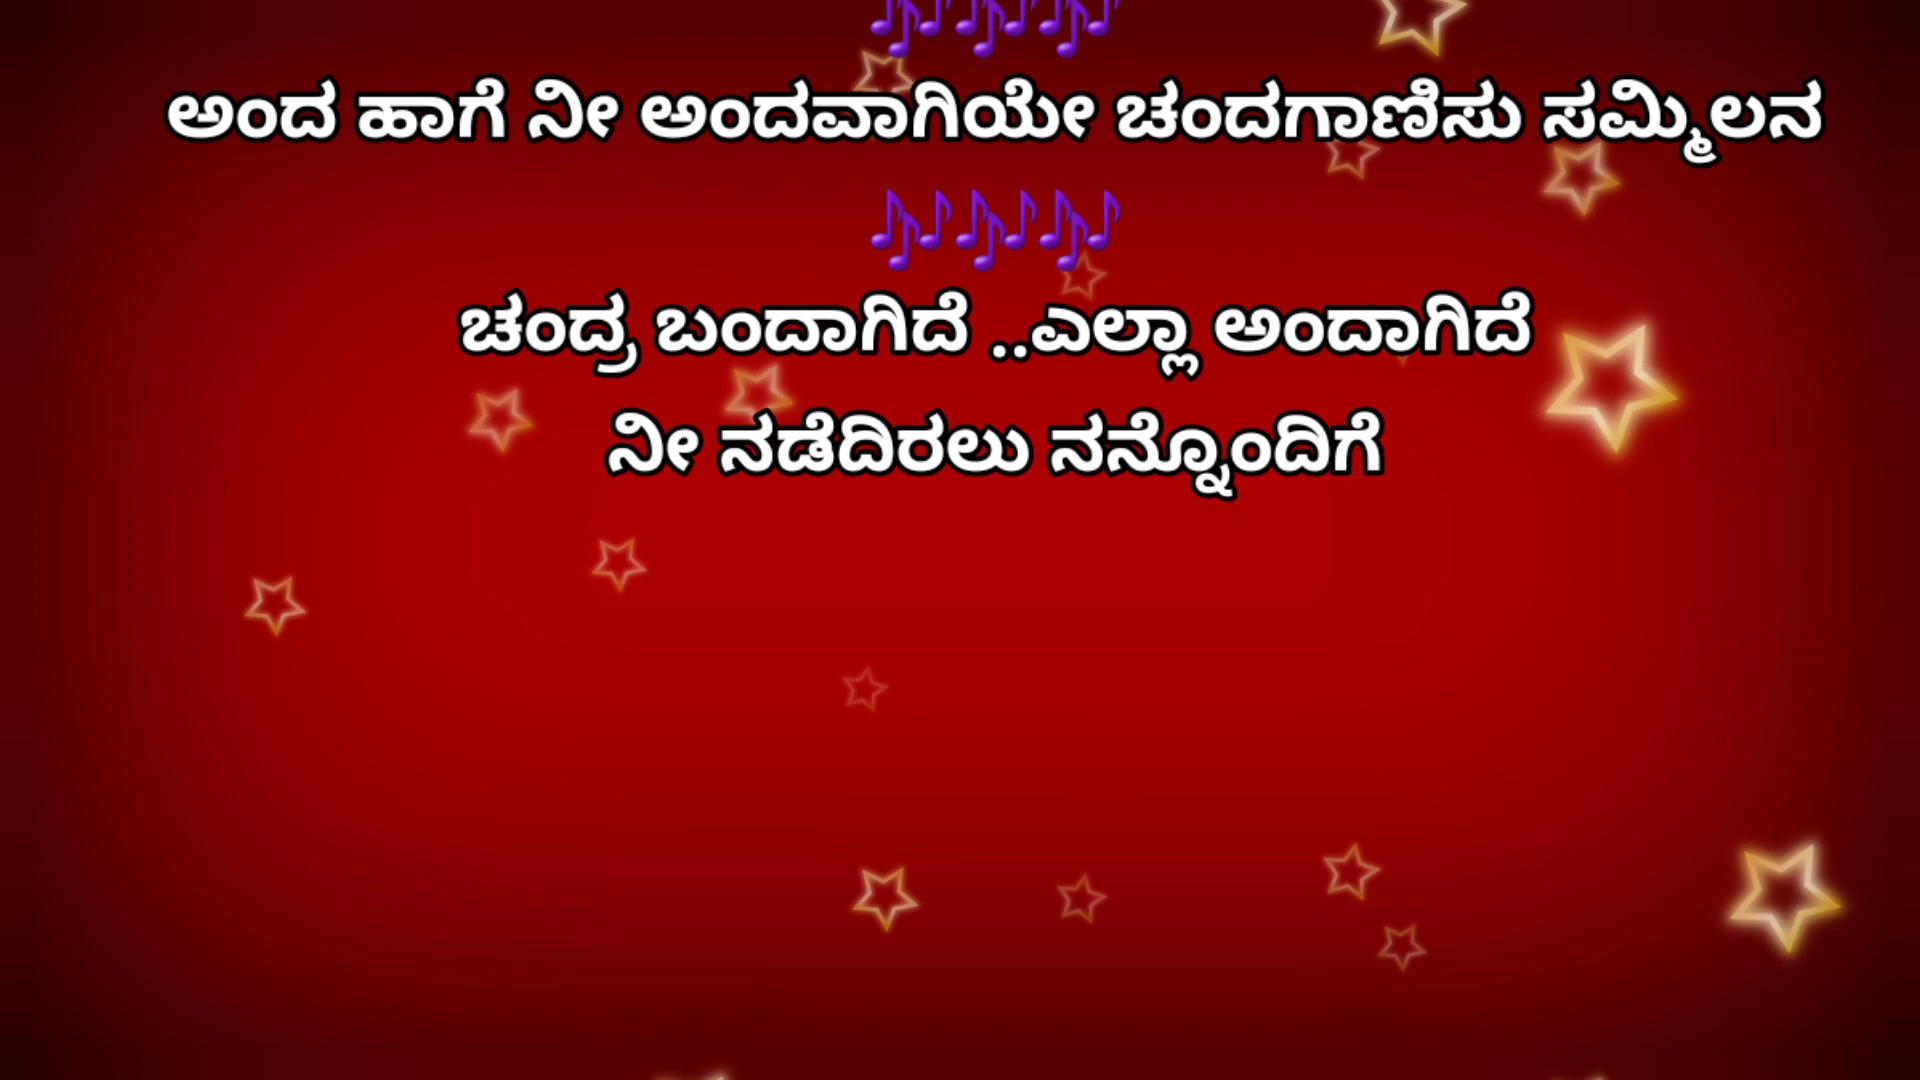 ಅಂದ ಹಾಗೆ ನೀ ಅಂದವಾಗಿಯೇ ಚಂದಗಾಣಿಸು ಸಮ್ಮಿಲನ
ಚಂದ್ರ ಬಂದಾಗಿದೆ ..ಎಲ್ಲಾ ಅಂದಾಗಿದೆ
ನೀ ನಡೆದಿರಲು ನನ್ನೊಂದಿಗೆ